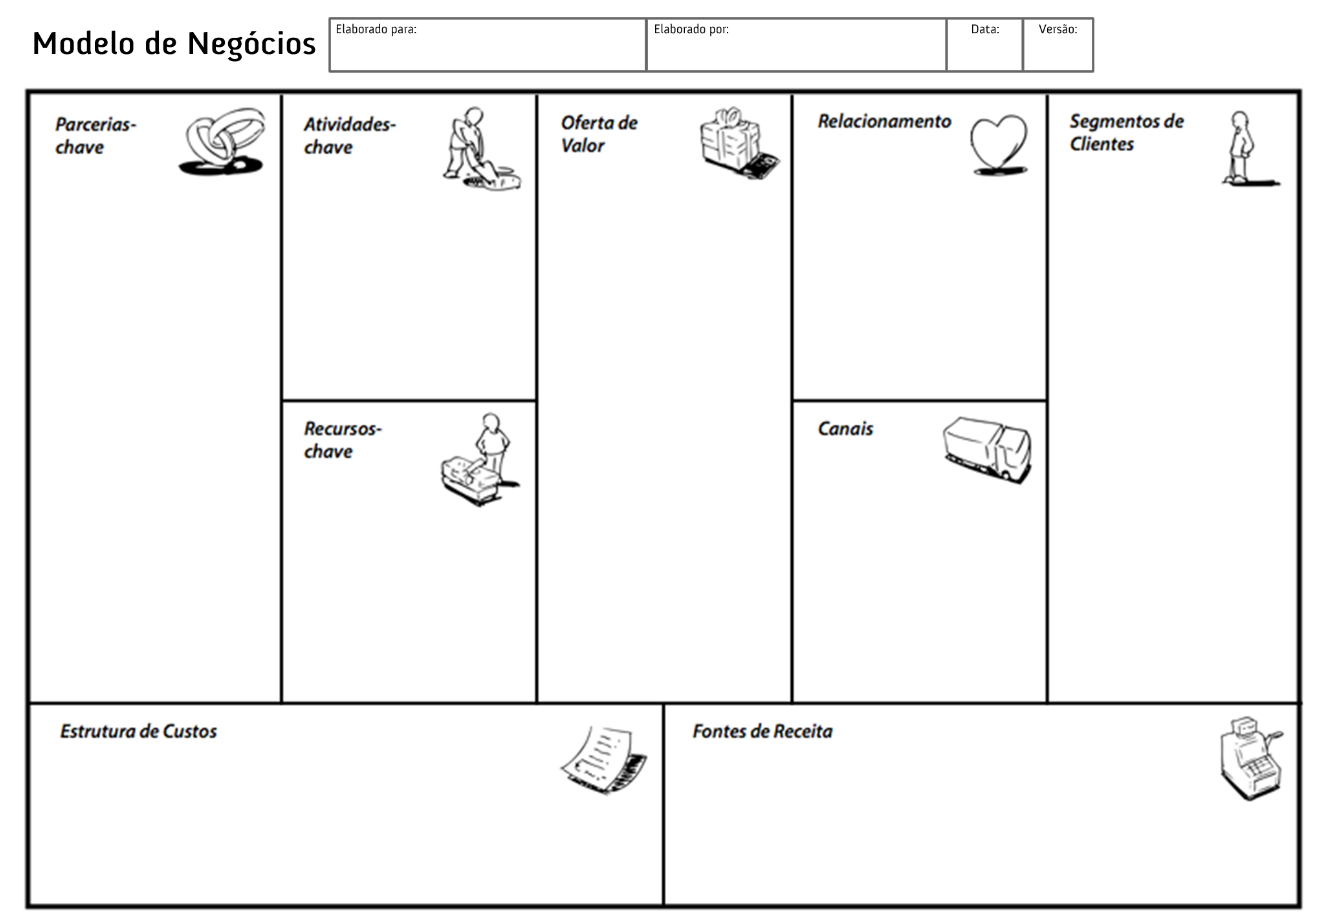 Modelo de Negócios
Elaborado para:
Elaborado por:
Data:
Versão:
Parcerias-
chave
Atividades-
chave
Oferta de
Valor
Relacionamento
Segmentos de
Clientes
Recursos-
chave
Canais
Estrutura de Custos
Fontes de Receita